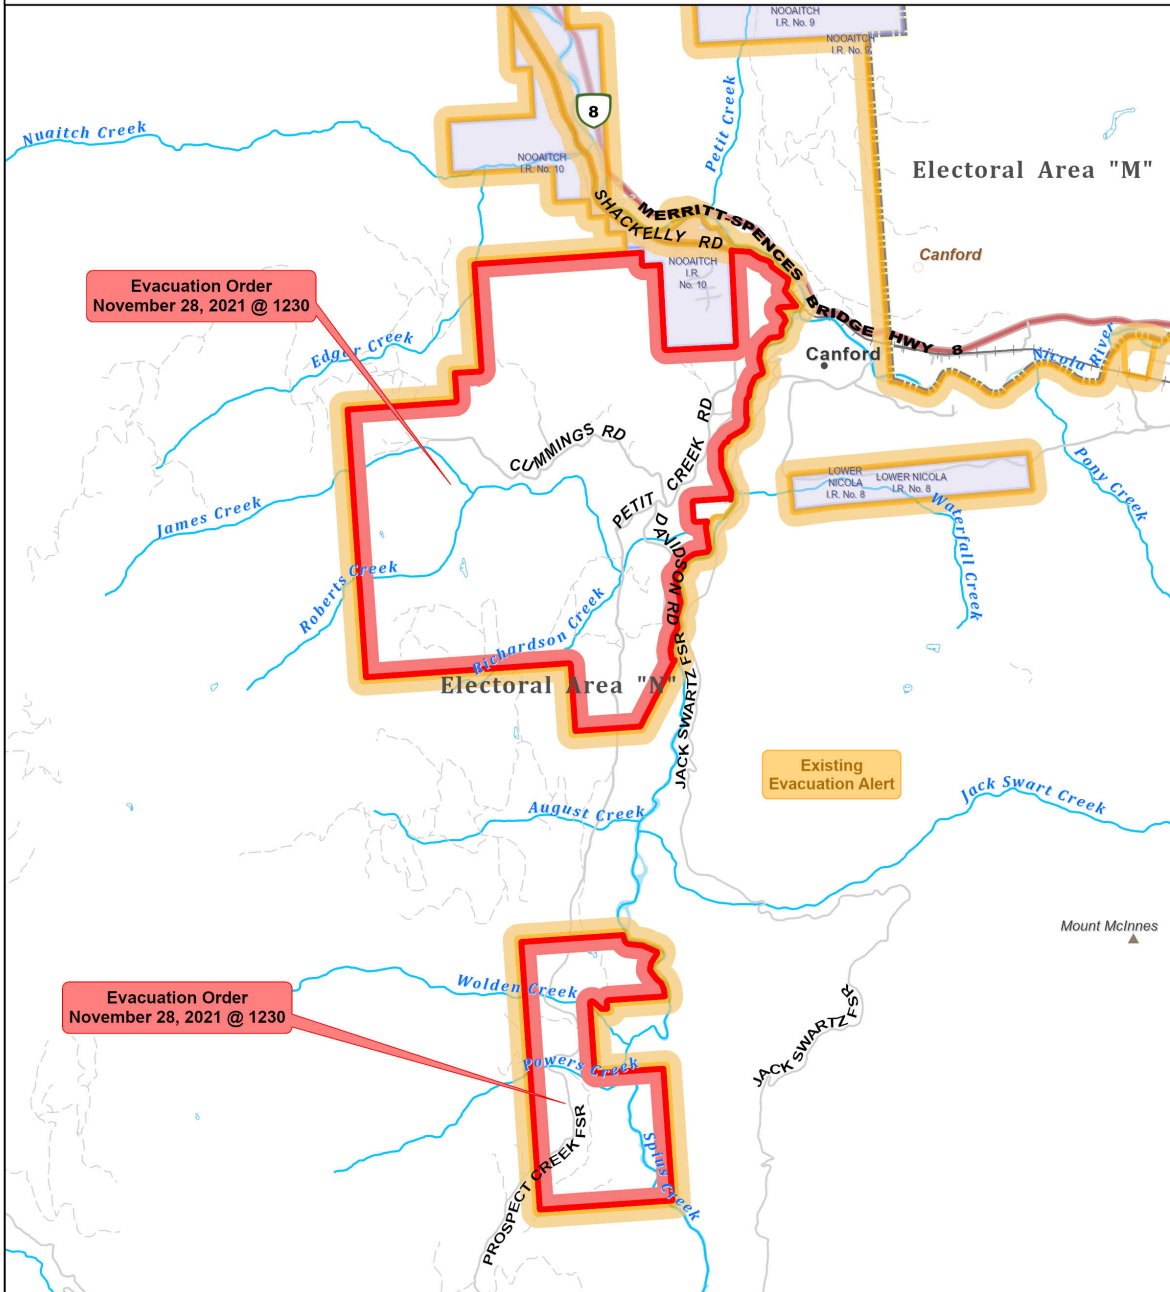 NOOAITCH
I.R. No. 9
NOOAITCH
I.R. No. 9
8
Nuaitch Creek
Petit Creek
NOOAITCH
I.R. No. 10
Electoral Area "M"
MERRITT-SPENCES BRIDGE HWY 8
SHACKELLY RD
Canford
NOOAITCH
I.R.
No. 10
Evacuation Order
November 28, 2021 @ 1230
Edgar Creek
Canford
Nicola River
CUMMINGS RD
PETIT CREEK RD
Pony Creek
LOWER
NICOLA
I.R. No. 8
LOWER NICOLA
I.R. No. 8
Waterfall Creek
James Creek
DAVIDSON RD
Roberts Creek
Richardson Creek
Electoral Area "N"
JACK SWARTZ FSR
Existing
Evacuation Alert
August Creek
Jack Swart Creek
Mount McInnes
Wolden Creek
Evacuation Order
November 28, 2021 @ 1230
JACK SWARTZ FSR
Powers Creek
PROSPECT CREEK FSR
Spius Creek